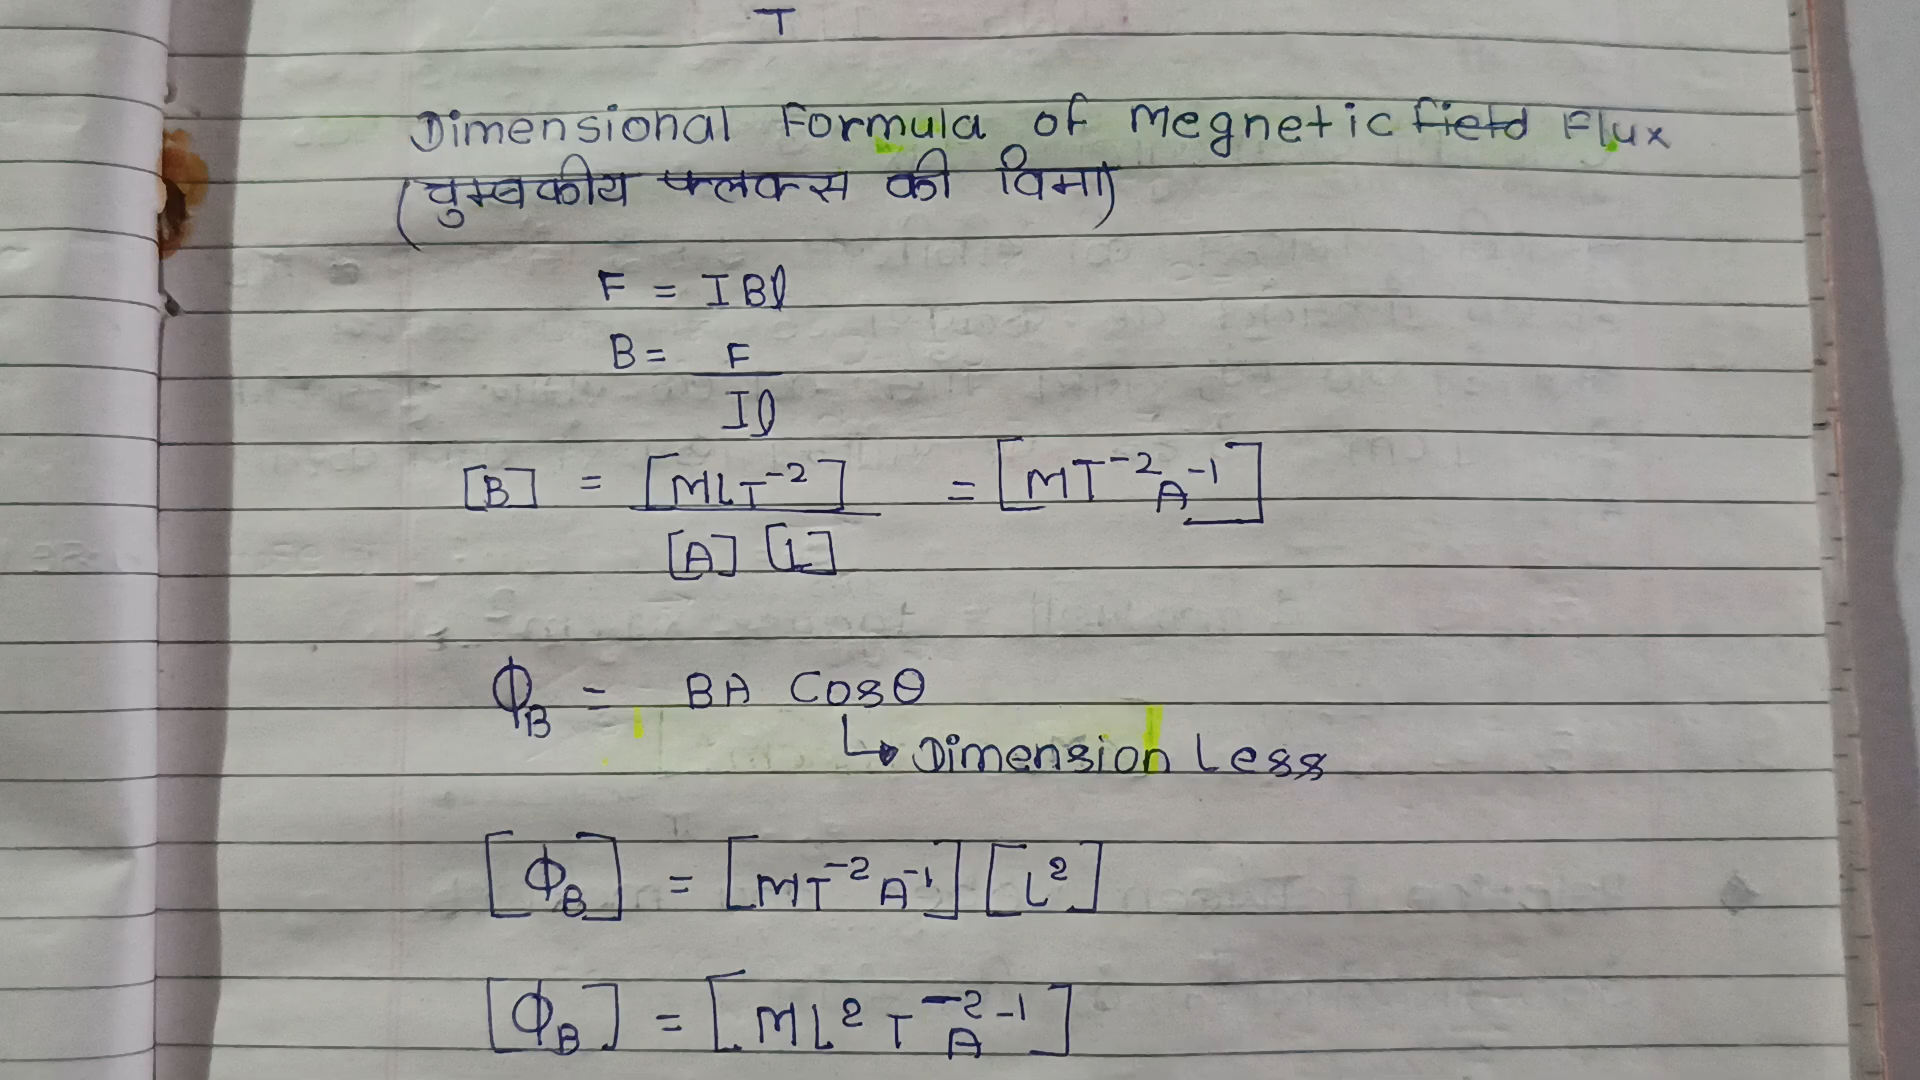 T
Dimensional Formula of Megnetic field Flux
(चुम्बकीय फ्लक्स की विमा)
F = IBl
B = F
Il
[B] = [MLT⁻²] = [MT⁻²A⁻¹]
[A] [L]
ΦB = BA Cosθ
↳ Dimension Less
[ΦB] = [MT⁻²A⁻¹] [L²]
[ΦB] = [ML²T⁻²A⁻¹]